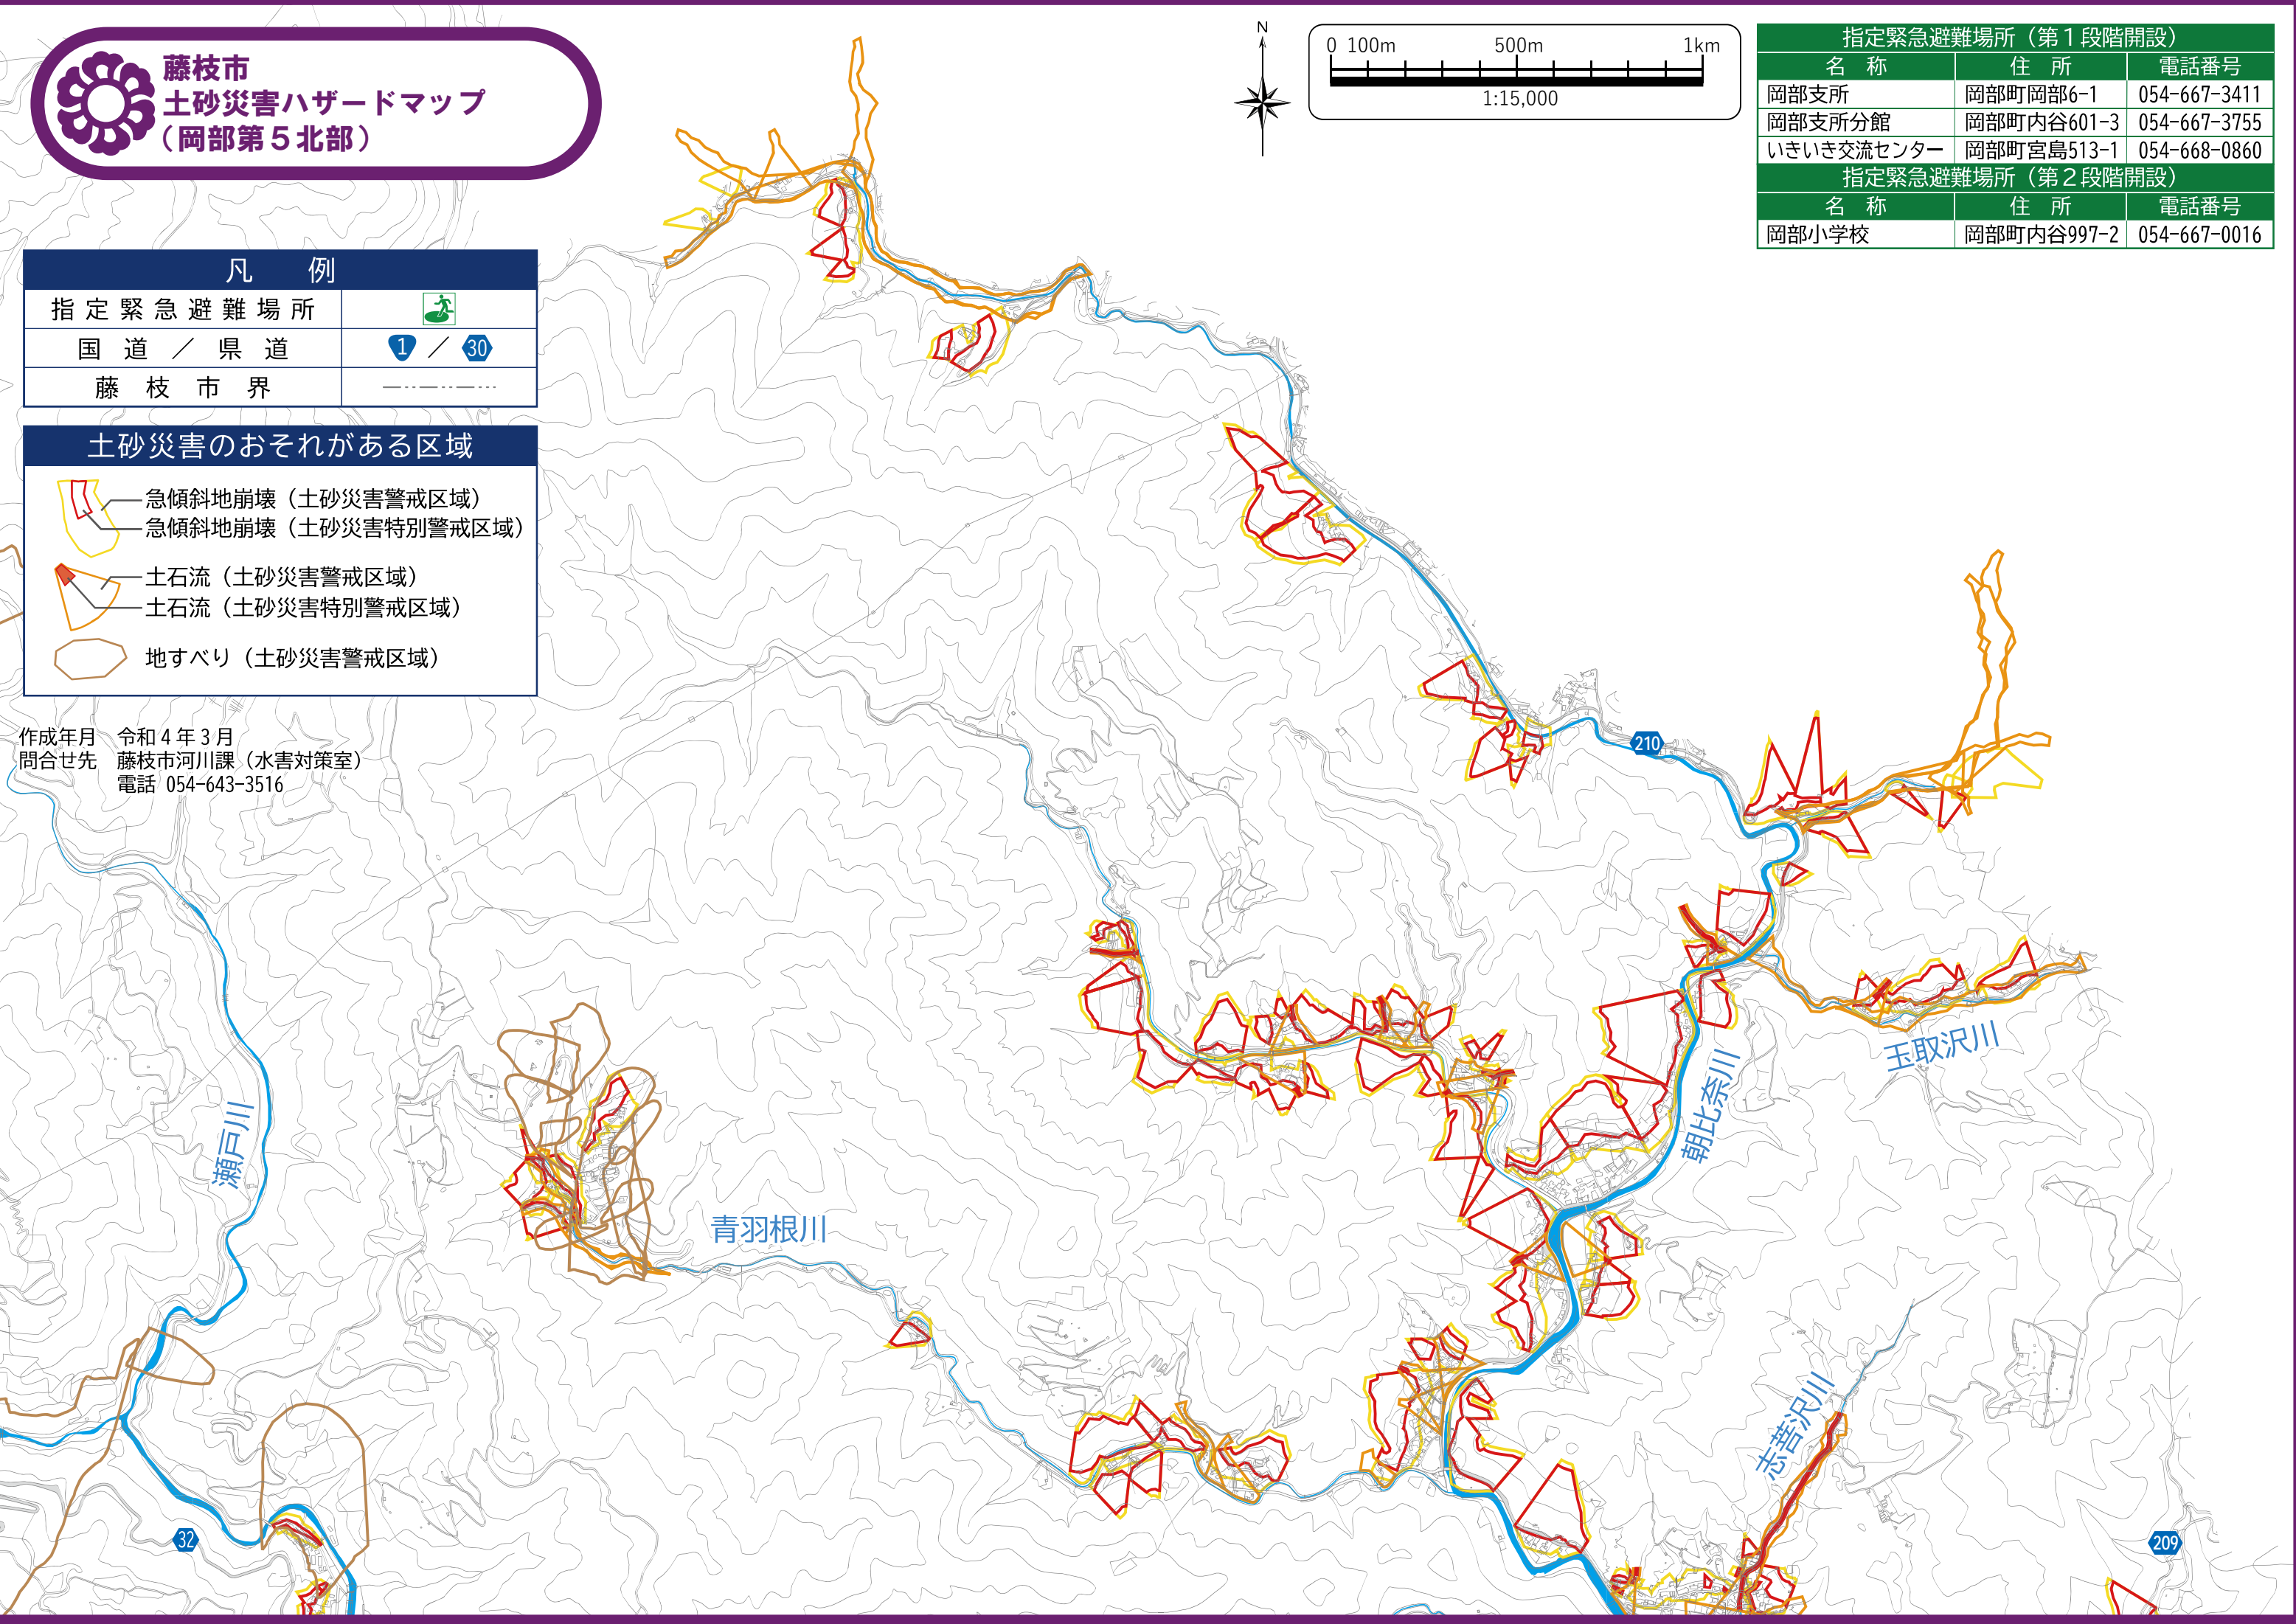 藤枝市
土砂災害ハザードマップ
（岡部第５北部）
N
0 100m 500m 1km
1:15,000
指定緊急避難場所（第１段階開設）
名 称 住 所 電話番号
岡部支所 岡部町岡部6-1 054-667-3411
岡部支所分館 岡部町内谷601-3 054-667-3755
いきいき交流センター 岡部町宮島513-1 054-668-0860
指定緊急避難場所（第２段階開設）
名 称 住 所 電話番号
岡部小学校 岡部町内谷997-2 054-667-0016
凡 例
指定緊急避難場所
国道／県道 1／30
藤枝市界
土砂災害のおそれがある区域
急傾斜地崩壊（土砂災害警戒区域）
急傾斜地崩壊（土砂災害特別警戒区域）
土石流（土砂災害警戒区域）
土石流（土砂災害特別警戒区域）
地すべり（土砂災害警戒区域）
作成年月 令和４年３月
問合せ先 藤枝市河川課（水害対策室）
電話 054-643-3516
210
玉取沢川
朝比奈川
瀬戸川
青羽根川
志菩沢川
32
209